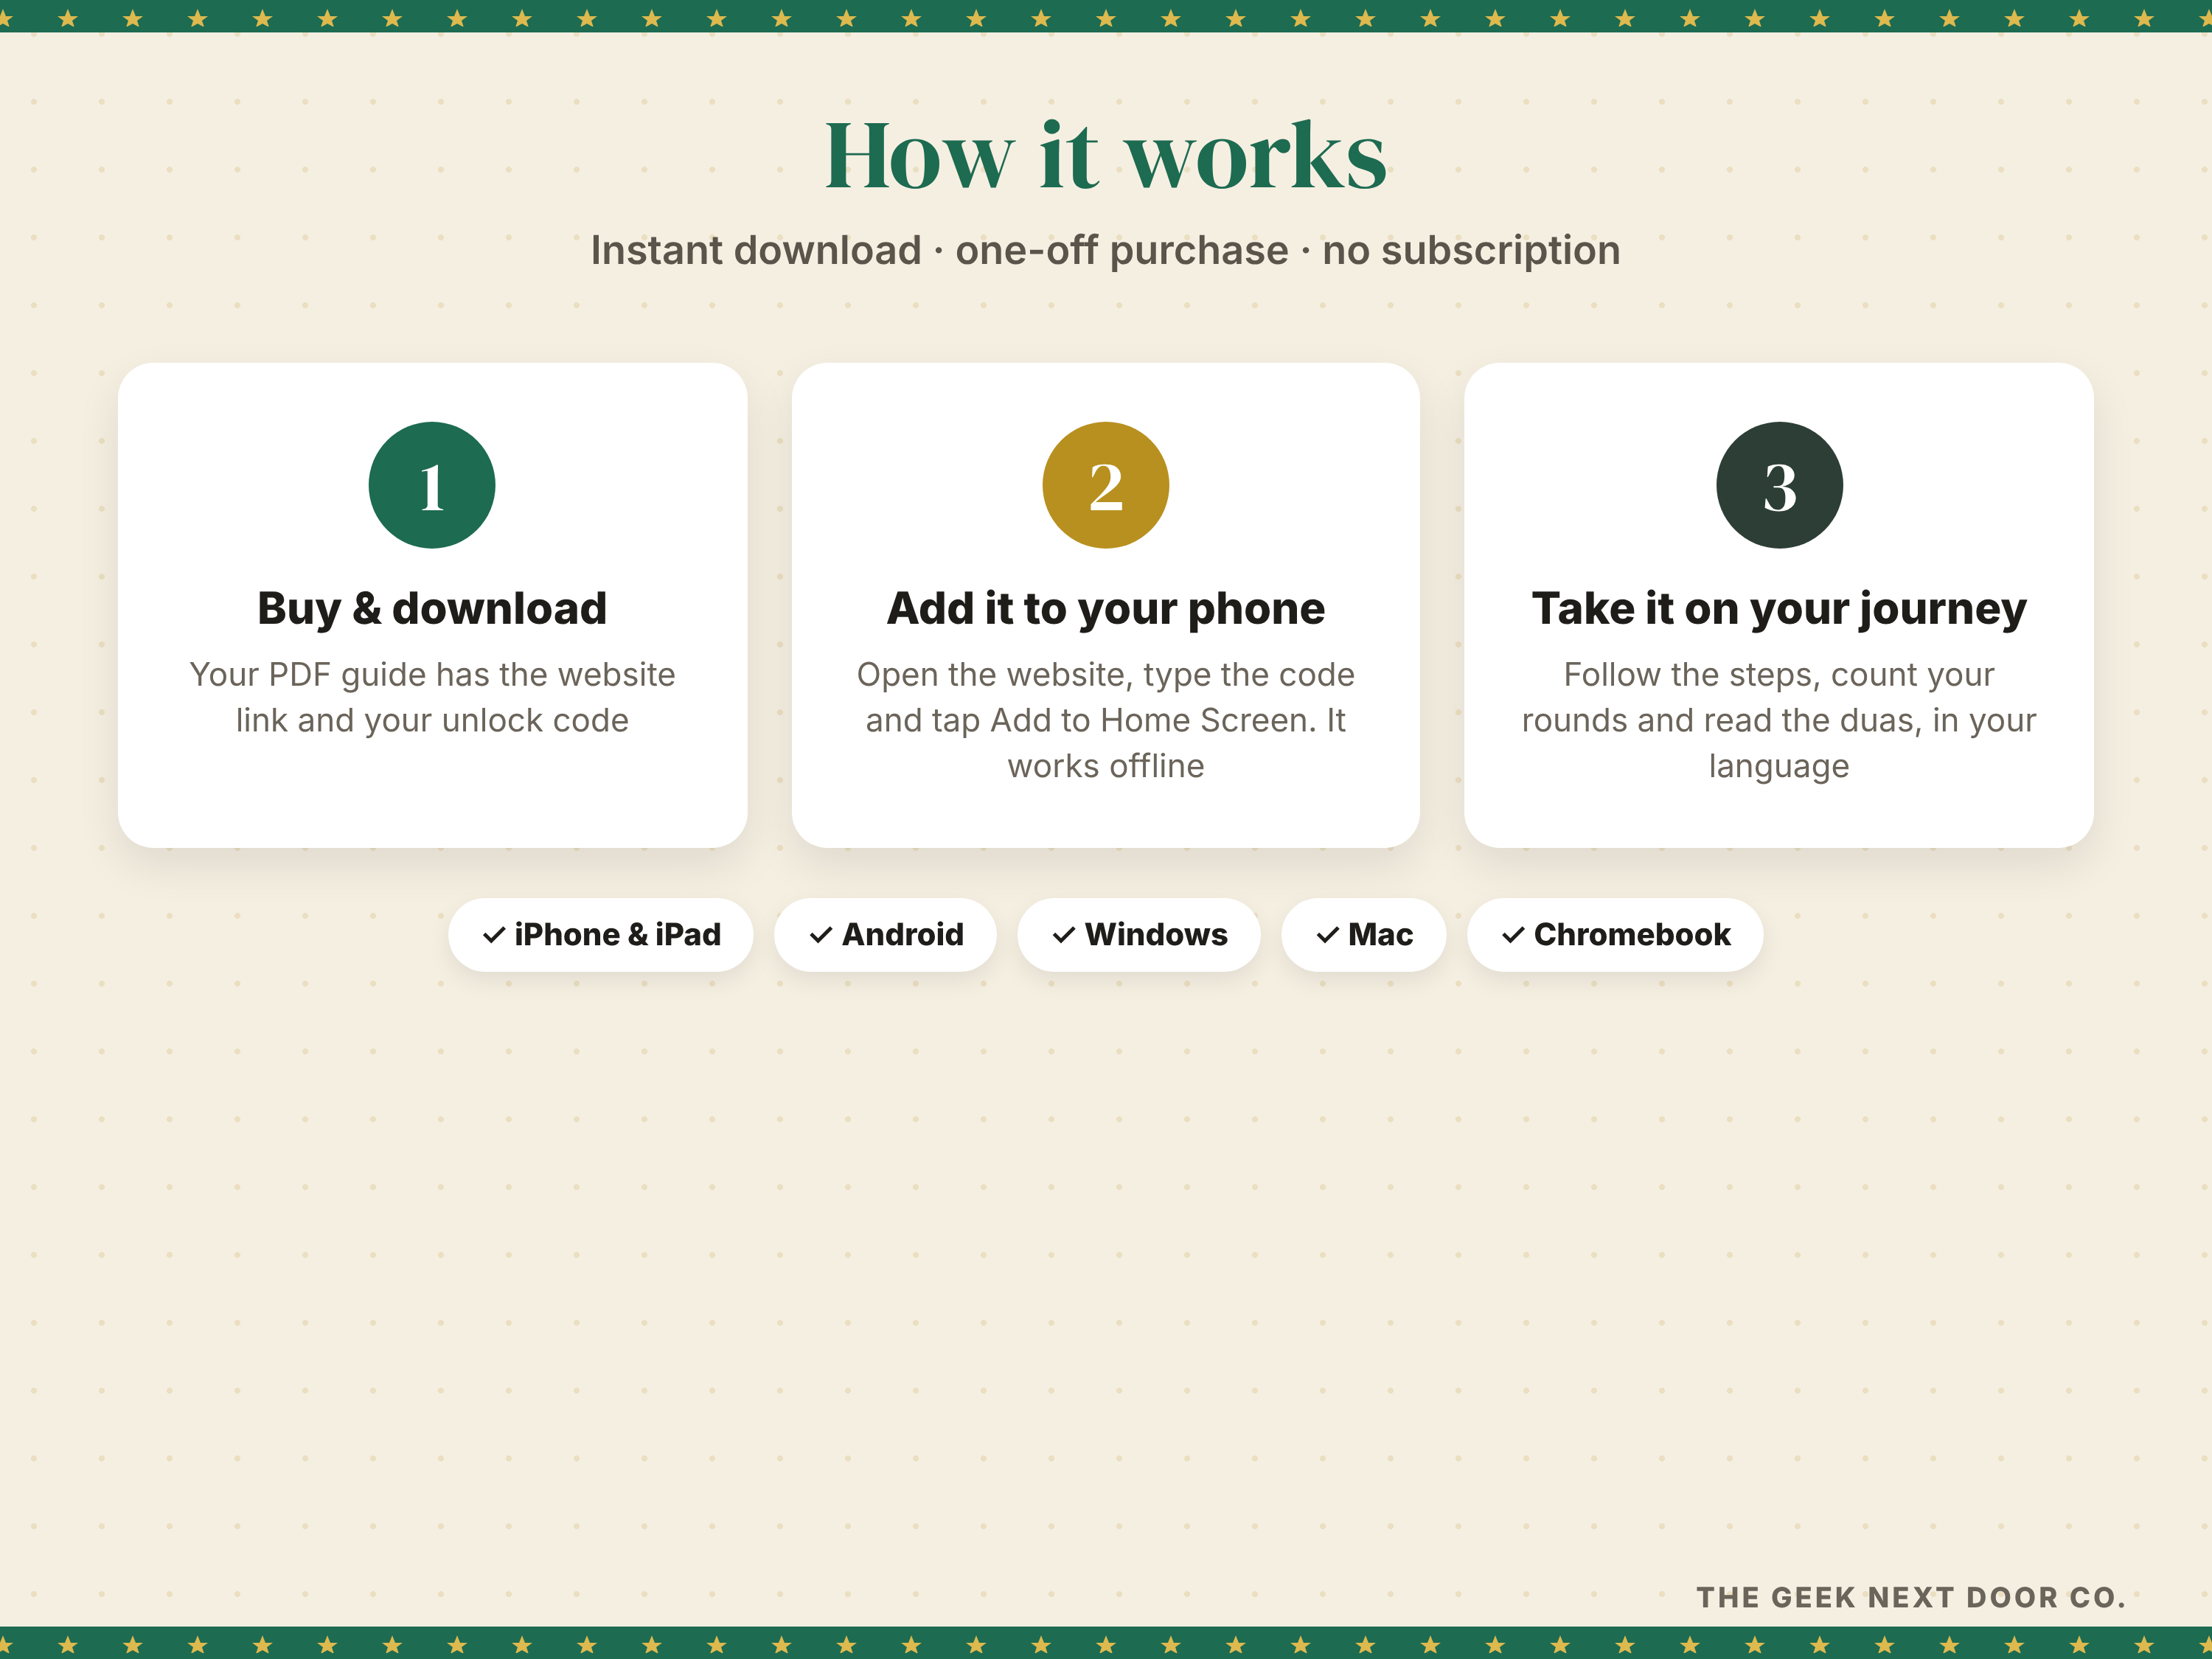 How it works
Instant download · one-off purchase · no subscription
1
Buy & download
Your PDF guide has the website
link and your unlock code
2
Add it to your phone
Open the website, type the code
and tap Add to Home Screen. It
works offline
3
Take it on your journey
Follow the steps, count your
rounds and read the duas, in your
language
✓ iPhone & iPad
✓ Android
✓ Windows
✓ Mac
✓ Chromebook
THE GEEK NEXT DOOR CO.